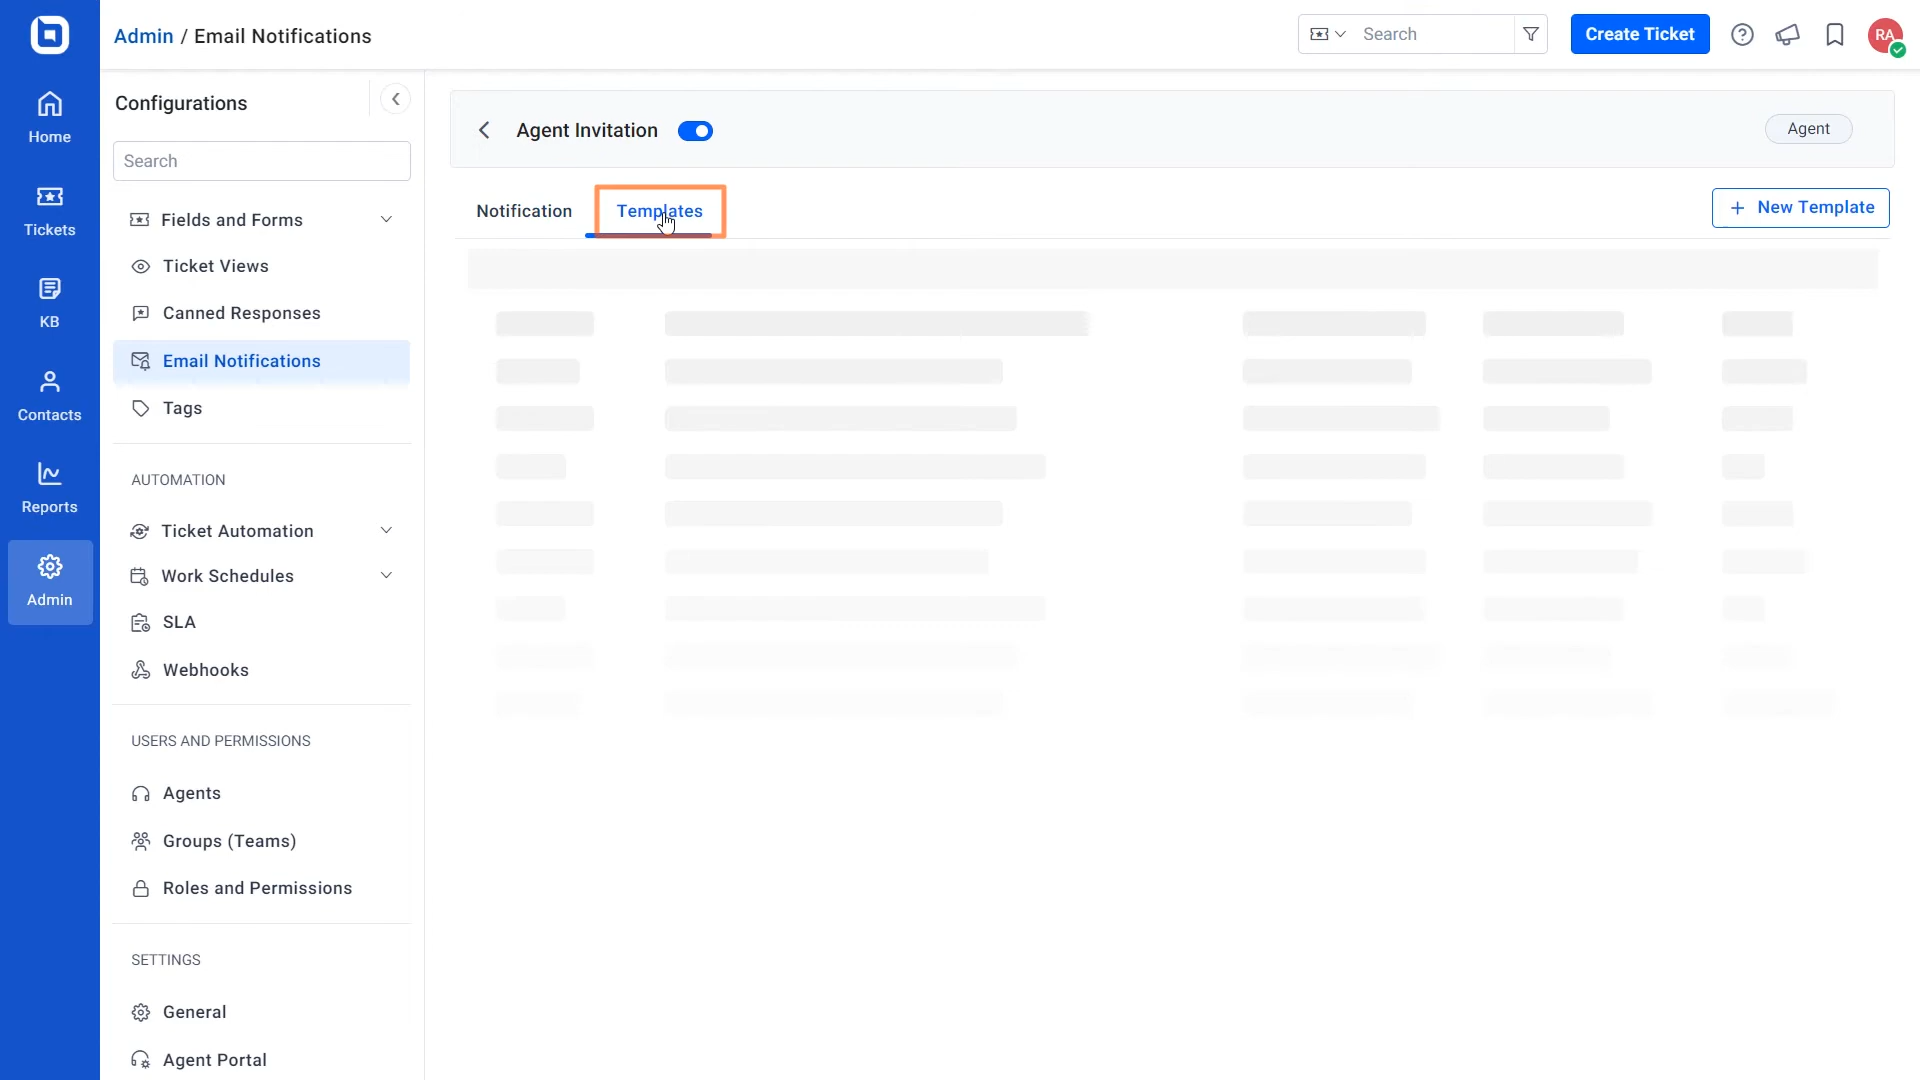 Admin / Email Notifications
Search
Create Ticket
RA
Home
Tickets
KB
Contacts
Reports
Admin
Configurations
Search
Fields and Forms
Ticket Views
Canned Responses
Email Notifications
Tags
AUTOMATION
Ticket Automation
Work Schedules
SLA
Webhooks
USERS AND PERMISSIONS
Agents
Groups (Teams)
Roles and Permissions
SETTINGS
General
Agent Portal
Agent Invitation
Agent
Notification
Templates
+ New Template